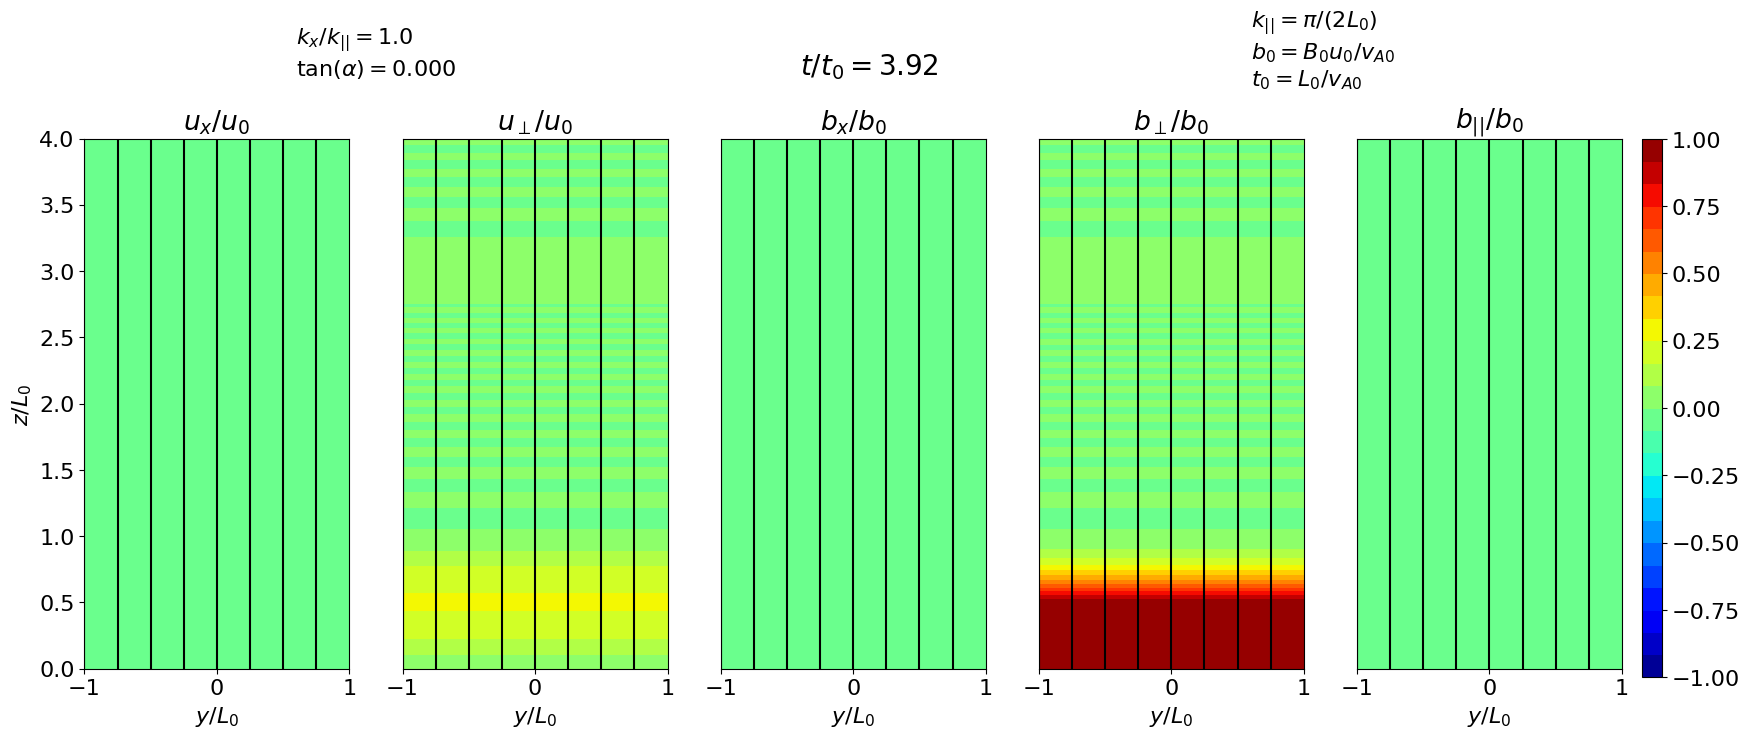 k_x/k_{||} = 1.0
tan(α) = 0.000
t/t_0 = 3.92
k_{||} = π/(2L_0)
b_0 = B_0u_0/v_{A0}
t_0 = L_0/v_{A0}
u_x/u_0
u_⊥/u_0
b_x/b_0
b_⊥/b_0
b_{||}/b_0
4.0
3.5
3.0
2.5
2.0
1.5
1.0
0.5
0.0
z/L_0
−1 0 1
−1 0 1
−1 0 1
−1 0 1
−1 0 1
y/L_0
y/L_0
y/L_0
y/L_0
y/L_0
1.00
0.75
0.50
0.25
0.00
−0.25
−0.50
−0.75
−1.00